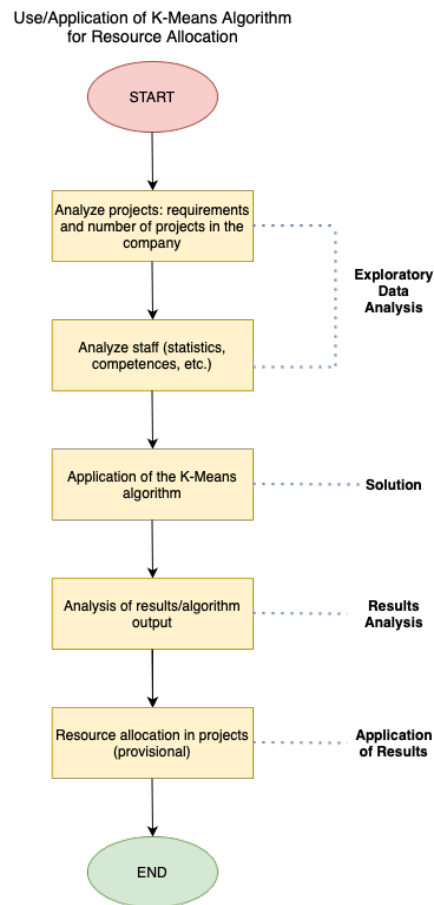 Use/Application of K-Means Algorithm
for Resource Allocation
START
Analyze projects: requirements
and number of projects in the
company
Exploratory
Data
Analysis
Analyze staff (statistics,
competences, etc.)
Application of the K-Means
algorithm
Solution
Analysis of results/algorithm
output
Results
Analysis
Resource allocation in projects
(provisional)
Application
of Results
END